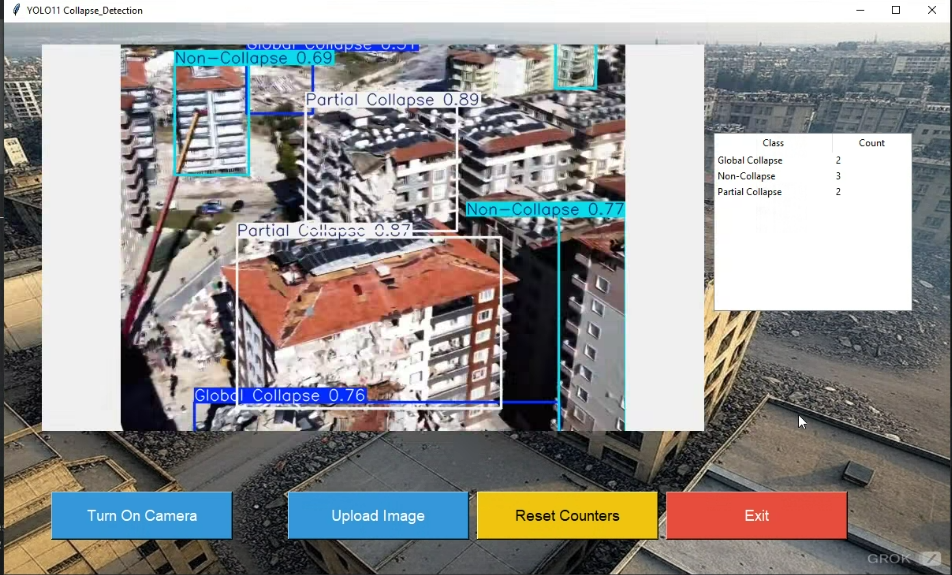 YOLO11 Collapse_Detection
Global Collapse 0.51
Non-Collapse 0.69
Partial Collapse 0.89
Non-Collapse 0.77
Partial Collapse 0.87
Global Collapse 0.76
Class Count
Global Collapse 2
Non-Collapse 3
Partial Collapse 2
Turn On Camera
Upload Image
Reset Counters
Exit
GROK